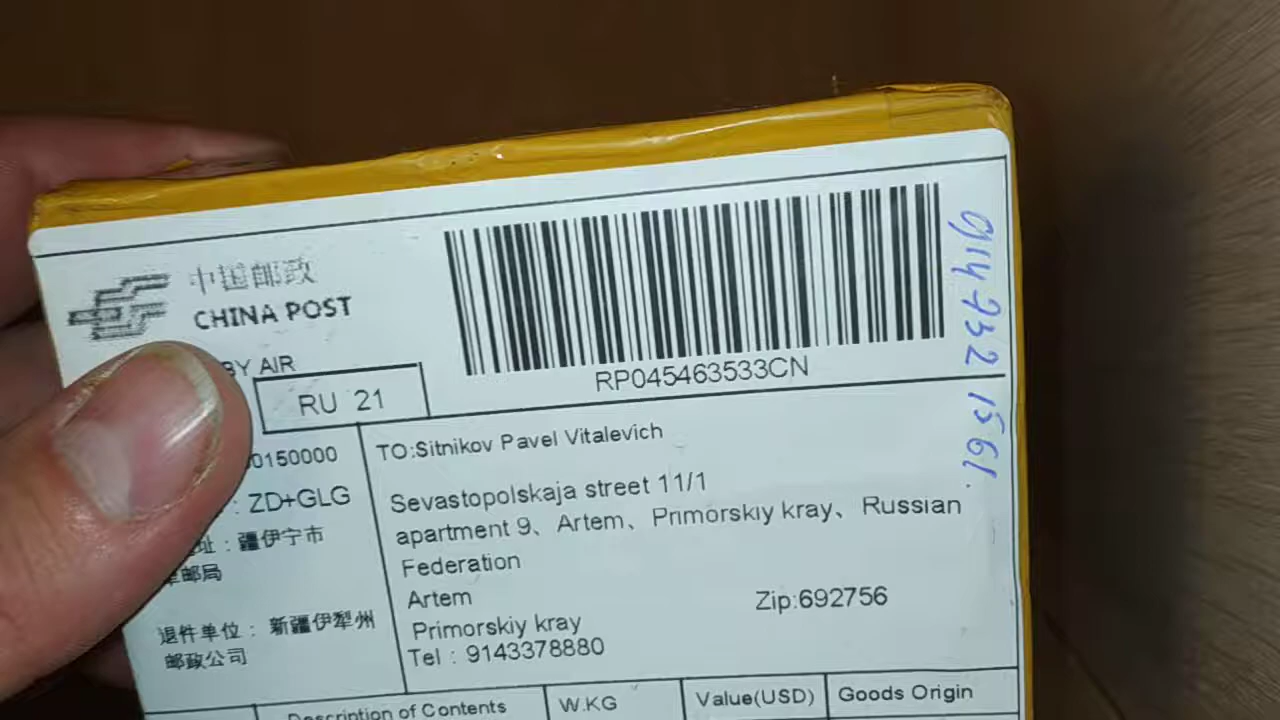 中国邮政
CHINA POST
BY AIR
RU 21
RP045463533CN
914 732 1561.
0150000
: ZD+GLG
址：疆伊宁市
邮局
退件单位： 新疆伊犁州
邮政公司
TO:Sitnikov Pavel Vitalevich
Sevastopolskaja street 11/1
apartment 9、Artem、Primorskiy kray、Russian
Federation
Artem
Zip:692756
Primorskiy kray
Tel : 9143378880
Description of Contents
W.KG
Value(USD)
Goods Origin